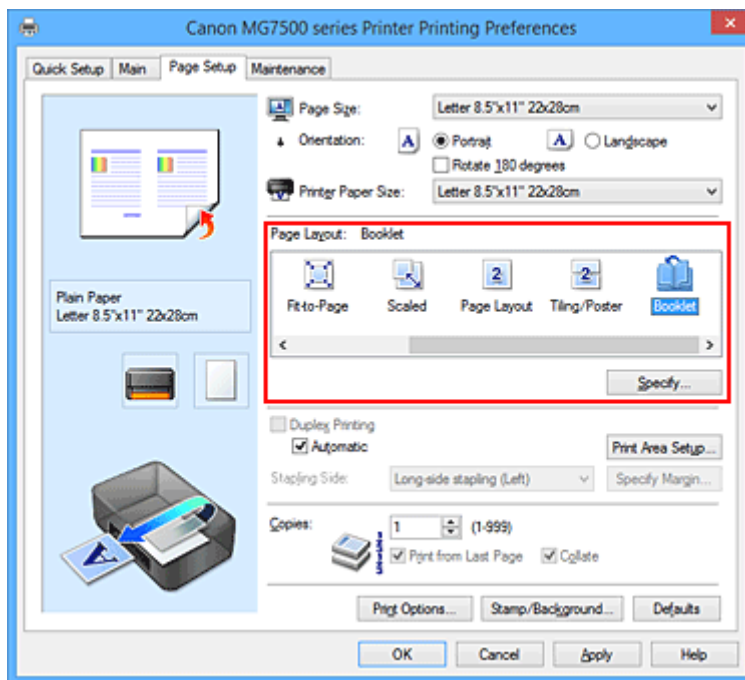 Canon MG7500 series Printer Printing Preferences
Quick Setup Main Page Setup Maintenance
Page Size: Letter 8.5"x11" 22x28cm
Orientation: A Portrait A Landscape
Rotate 180 degrees
Printer Paper Size: Letter 8.5"x11" 22x28cm
Page Layout: Booklet
Fit-to-Page Scaled Page Layout Tiling/Poster Booklet
Specify...
Plain Paper
Letter 8.5"x11" 22x28cm
Duplex Printing
Automatic
Print Area Setup...
Stapling Side: Long-side stapling (Left) Specify Margin...
Copies: 1 (1-999)
Print from Last Page Collate
Print Options... Stamp/Background... Defaults
OK Cancel Apply Help